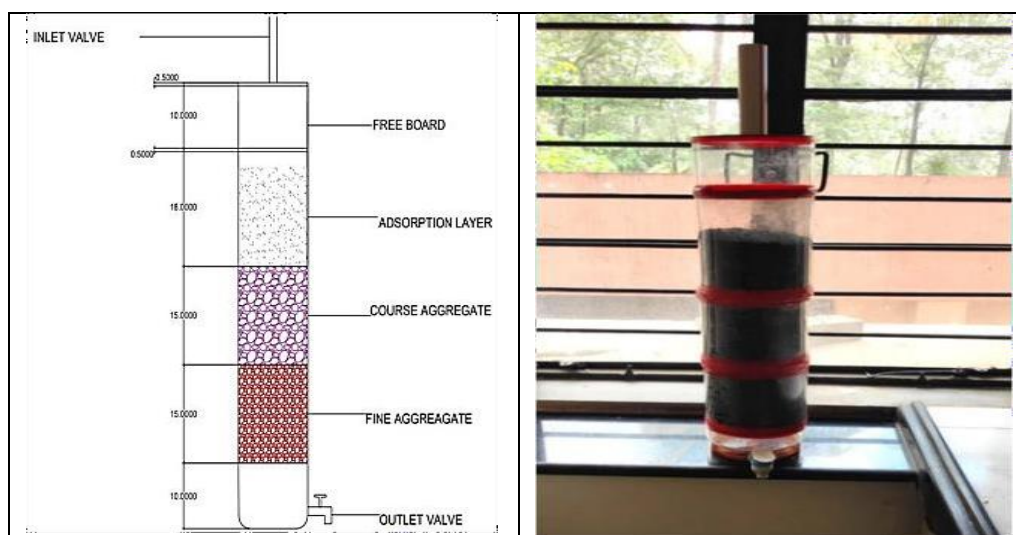 INLET VALVE
0.5000
10.0000
FREE BOARD
0.5000
18.0000
ADSORPTION LAYER
COURSE AGGREGATE
15.0000
FINE AGGREAGATE
15.0000
10.0000
OUTLET VALVE